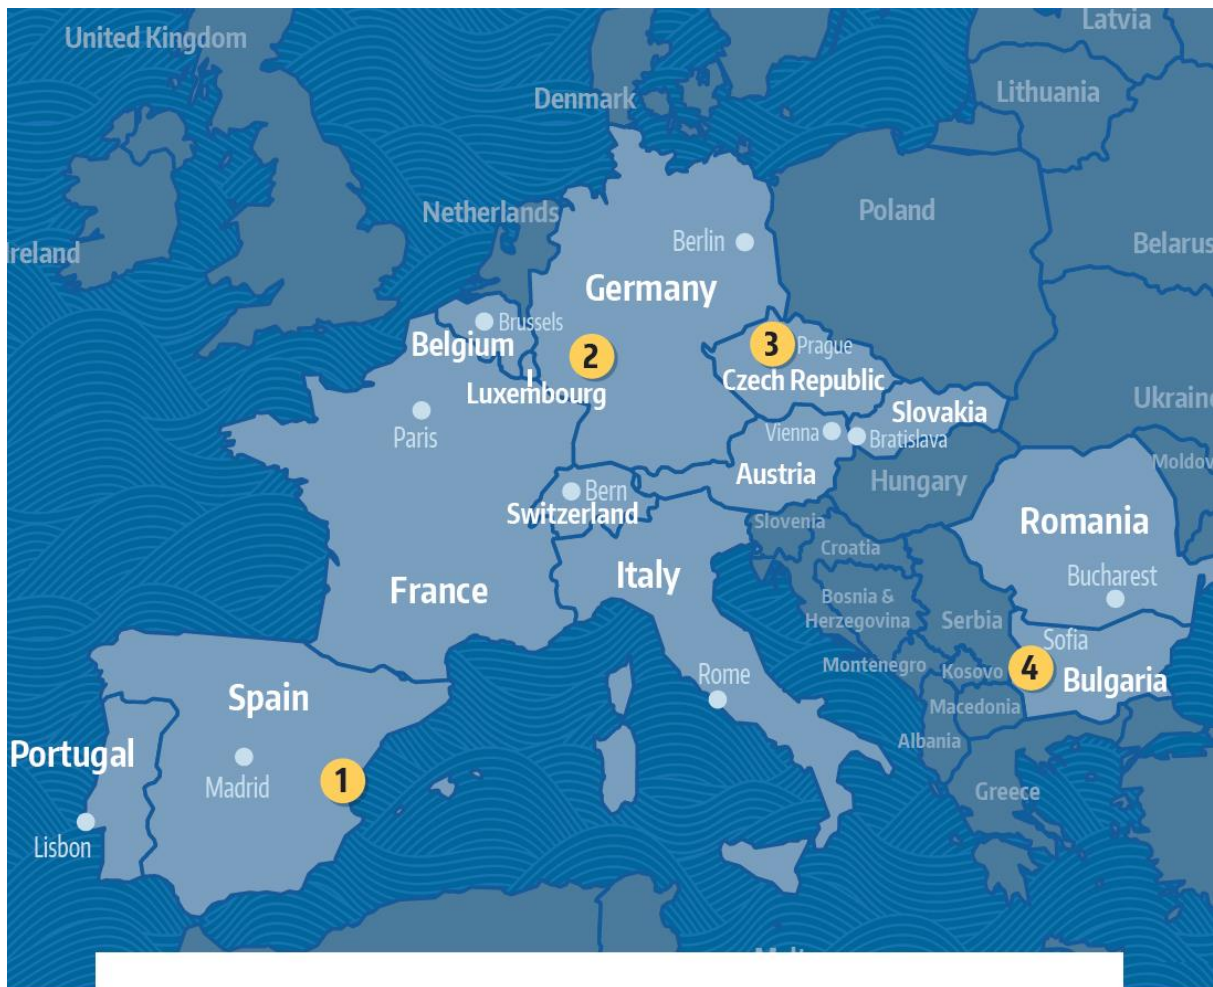 Latvia
United Kingdom
Denmark
Lithuania
Netherlands
Poland
Ireland
Berlin
Belarus
Germany
Brussels
Belgium
2
3
Prague
Czech Republic
Luxembourg
Slovakia
Ukraine
Paris
Vienna
Bratislava
Austria
Moldov
Hungary
Bern
Switzerland
Slovenia
Romania
Croatia
Italy
Bucharest
France
Bosnia &
Herzegovina
Serbia
Sofia
Montenegro
Kosovo
4
Bulgaria
Rome
Spain
Macedonia
Portugal
Albania
Madrid
1
Greece
Lisbon